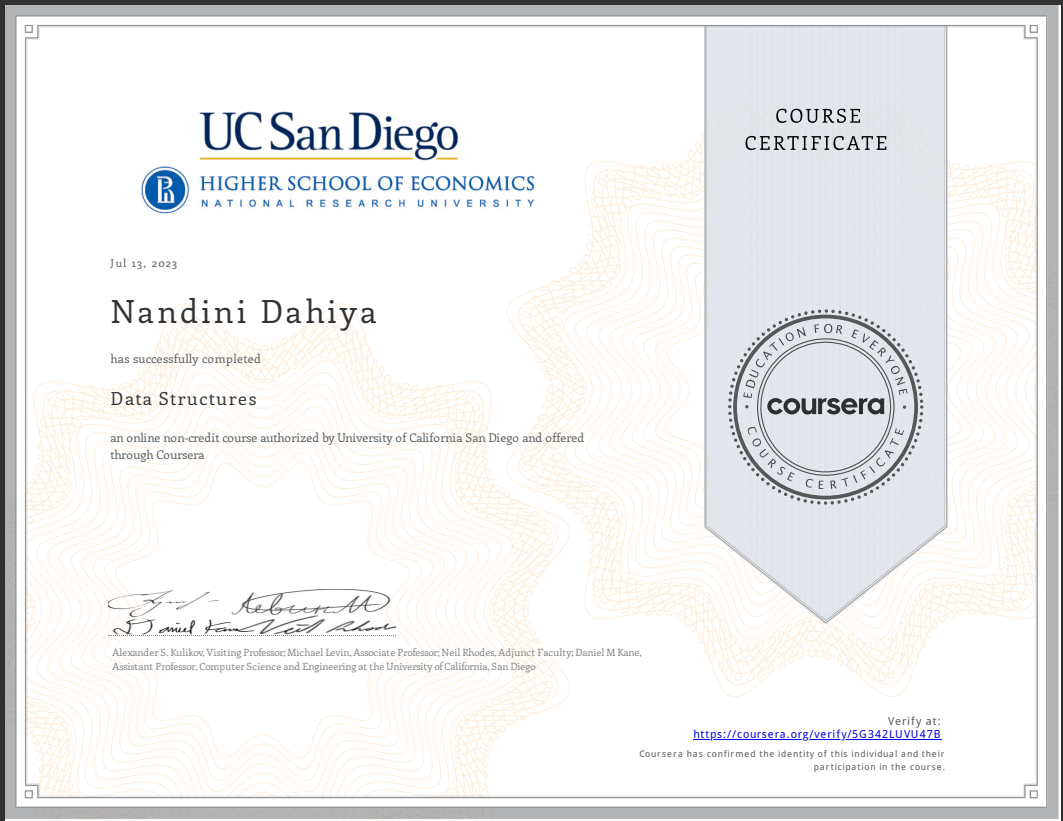 UC San Diego
HIGHER SCHOOL OF ECONOMICS
NATIONAL RESEARCH UNIVERSITY
COURSE
CERTIFICATE
Jul 13, 2023
Nandini Dahiya
has successfully completed
Data Structures
an online non-credit course authorized by University of California San Diego and offered
through Coursera
EDUCATION FOR EVERYONE
coursera
COURSE CERTIFICATE
Alexander S. Kulikov, Visiting Professor; Michael Levin, Associate Professor; Neil Rhodes, Adjunct Faculty; Daniel M Kane,
Assistant Professor, Computer Science and Engineering at the University of California, San Diego
Verify at:
https://coursera.org/verify/5G342LUVU47B
Coursera has confirmed the identity of this individual and their
participation in the course.